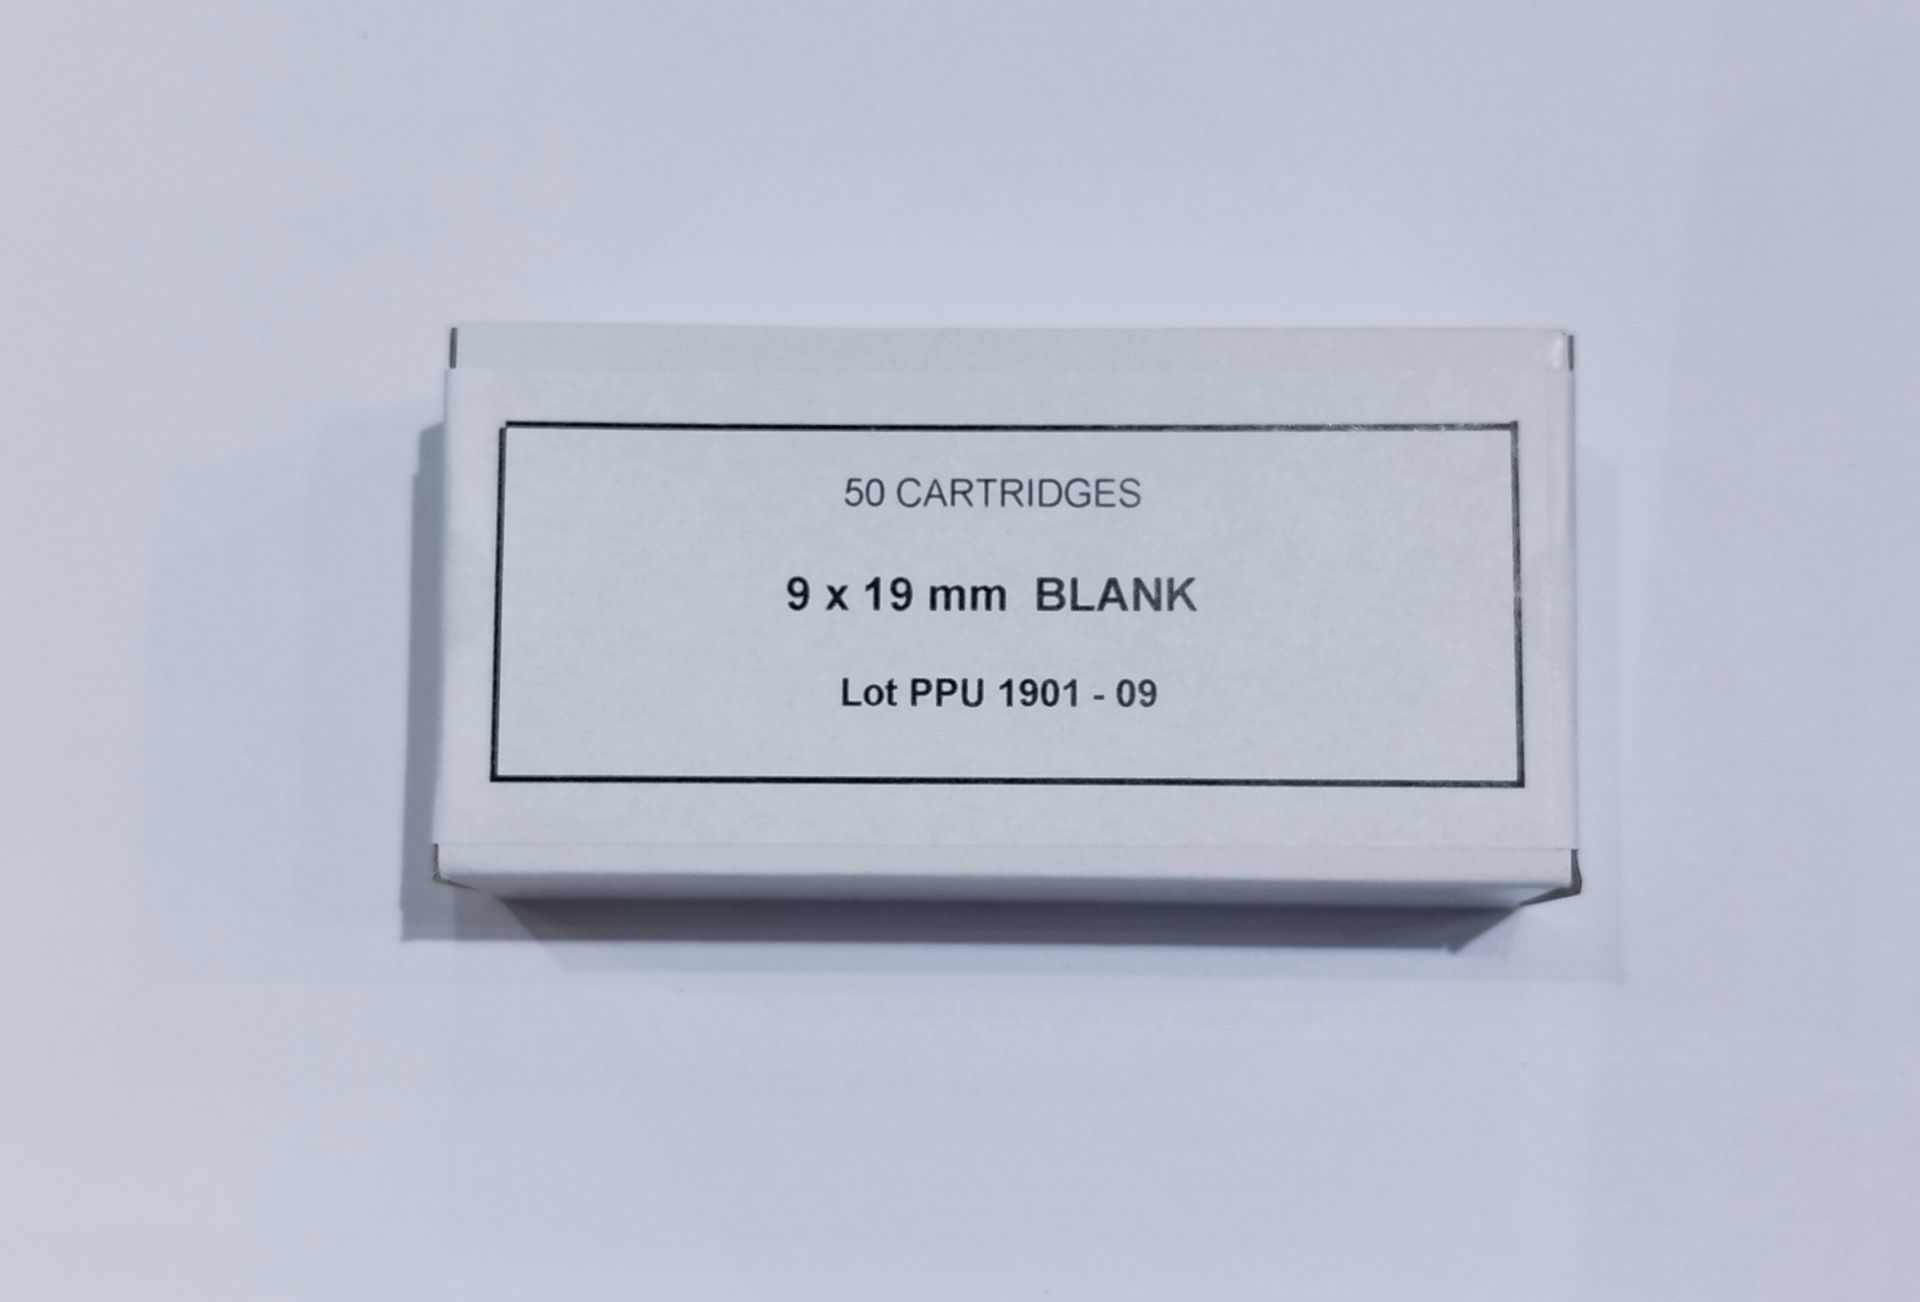 50 CARTRIDGES
9 x 19 mm BLANK
Lot PPU 1901 - 09